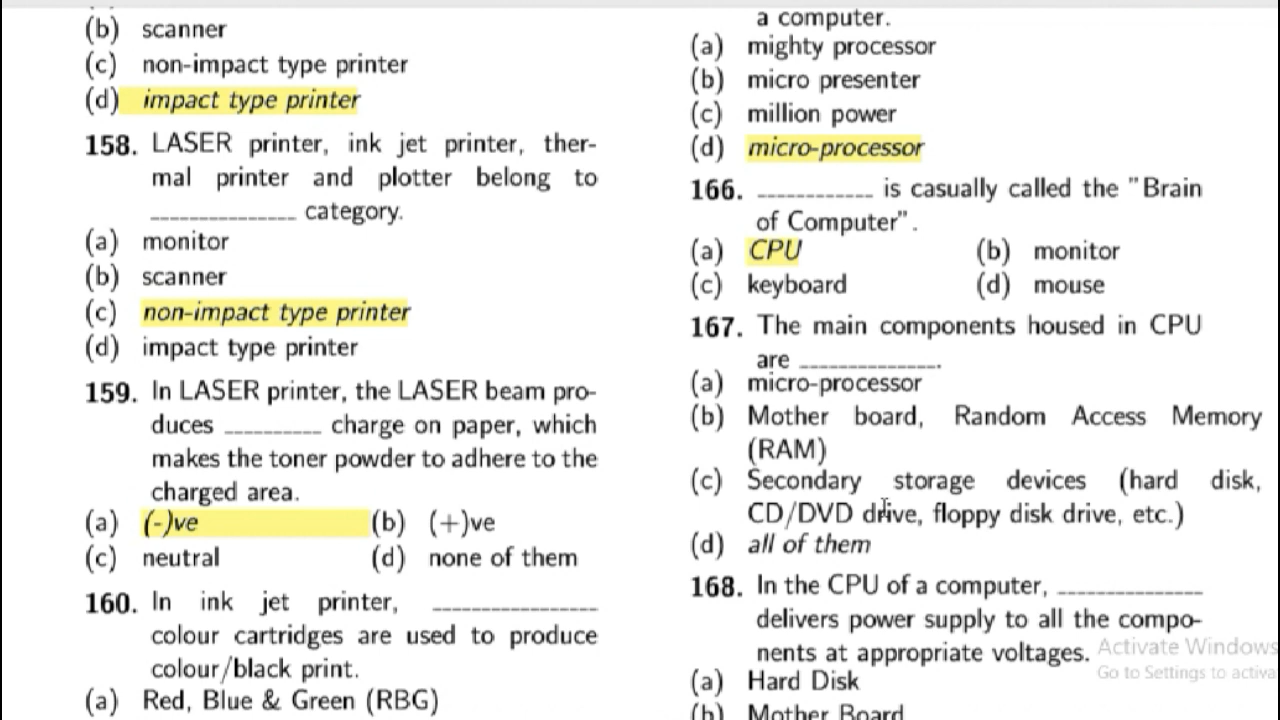 (b) scanner
(c) non-impact type printer
(d) impact type printer
158. LASER printer, ink jet printer, ther-
mal printer and plotter belong to
_______________ category.
(a) monitor
(b) scanner
(c) non-impact type printer
(d) impact type printer
159. In LASER printer, the LASER beam pro-
duces __________ charge on paper, which
makes the toner powder to adhere to the
charged area.
(a) (-)ve (b) (+)ve
(c) neutral (d) none of them
160. In ink jet printer, _________________
colour cartridges are used to produce
colour/black print.
(a) Red, Blue & Green (RBG)
a computer.
(a) mighty processor
(b) micro presenter
(c) million power
(d) micro-processor
166. ____________ is casually called the "Brain
of Computer".
(a) CPU (b) monitor
(c) keyboard (d) mouse
167. The main components housed in CPU
are ______________.
(a) micro-processor
(b) Mother board, Random Access Memory
(RAM)
(c) Secondary storage devices (hard disk,
CD/DVD drive, floppy disk drive, etc.)
(d) all of them
168. In the CPU of a computer, _______________
delivers power supply to all the compo-
nents at appropriate voltages.
(a) Hard Disk
(b) Mother Board
Activate Windows
Go to Settings to activa